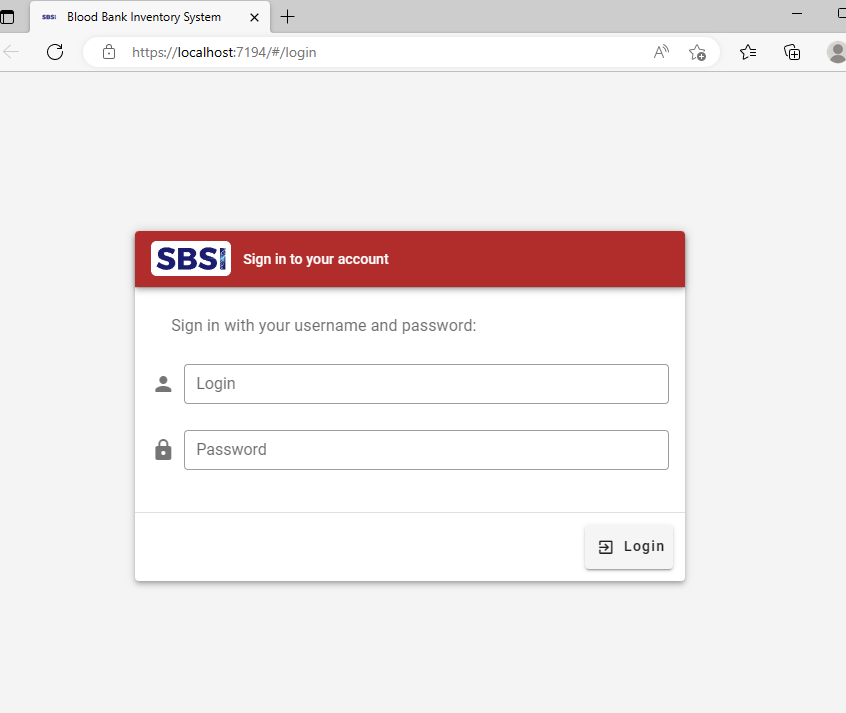 SBSI Blood Bank Inventory System
https://localhost:7194/#/login
SBSI Sign in to your account
Sign in with your username and password:
Login
Password
Login